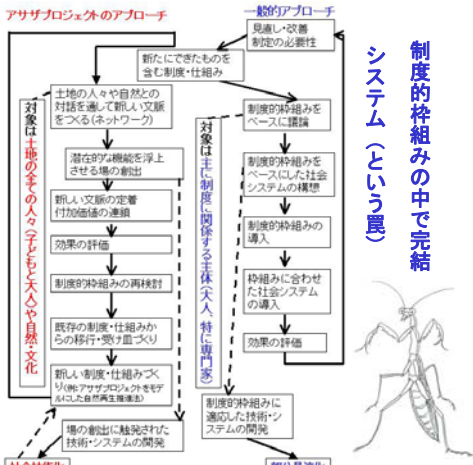 アサザプロジェクトのアプローチ
一般的アプローチ
見直し・改善
制定の必要性
新たにできたものを
含む制度・仕組み
土地の人々や自然との
対話を通して新しい文脈
をつくる(ネットワーク)
潜在的な機能を浮上
させる場の創出
新しい文脈の定着
付加価値の連鎖
効果の評価
制度的枠組みの再検討
既存の制度・仕組みか
らの移行・受け皿づくり
新しい制度・仕組みづく
り(例:アサザプロジェクトをモデ
ルにした自然再生推進法)
場の創出に触発された
技術・システムの開発
対象は土地の全ての人々(子どもと大人)や自然・文化
制度的枠組みを
ベースに議論
制度的枠組みを
ベースにした社会
システムの構想
制度的枠組みの
導入
枠組みに合わせ
た社会システム
の導入
効果の評価
制度的枠組みに
適応した技術・シ
ステムの開発
対象は主に制度に関係する主体(大人、特に専門家)
制度的枠組みの中で完結
システム(という罠)